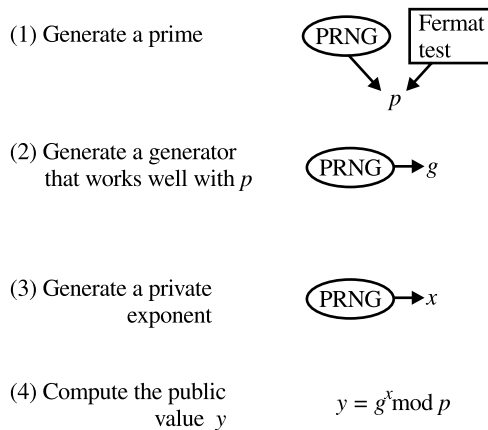 (1) Generate a prime
PRNG
Fermat
test
p
(2) Generate a generator
that works well with p
PRNG
g
(3) Generate a private
exponent
PRNG
x
(4) Compute the public
value y
y = gˣ mod p